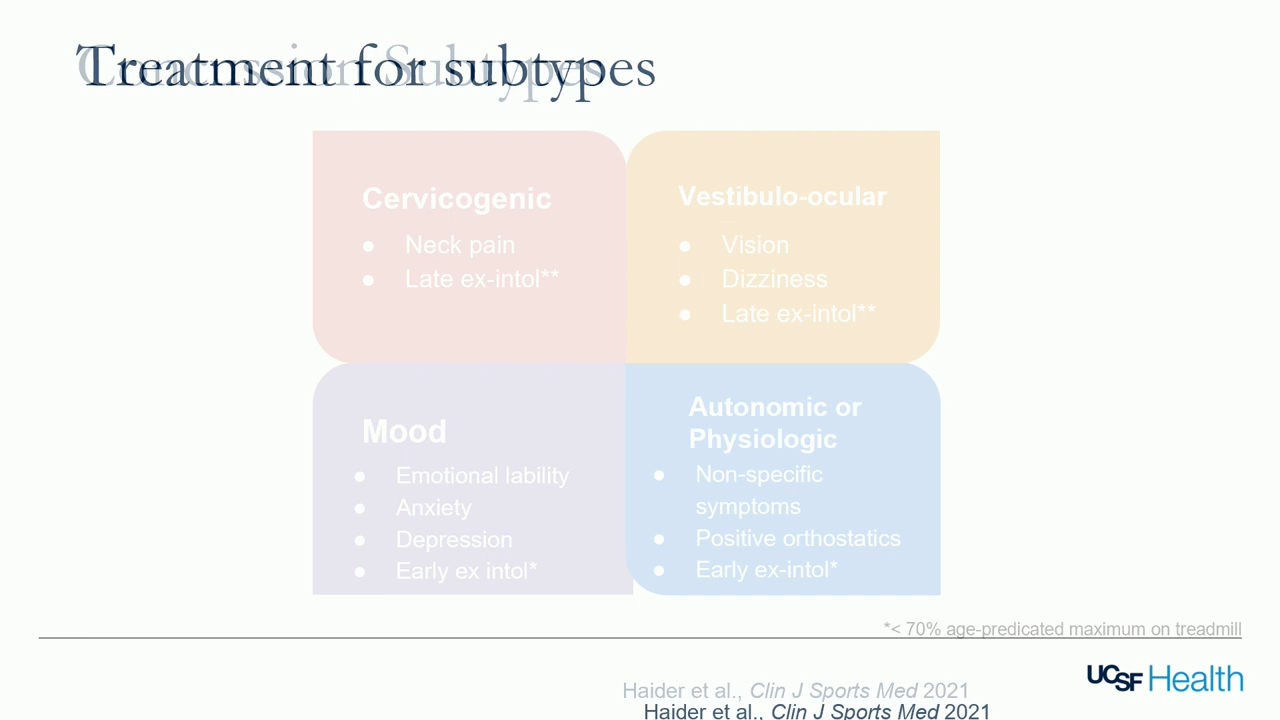 Treatment for subtypes
Concussion Subtypes
Cervicogenic
● Neck pain
● Late ex-intol**
Vestibulo-ocular
● Vision
● Dizziness
● Late ex-intol**
Mood
● Emotional lability
● Anxiety
● Depression
● Early ex intol*
Autonomic or
Physiologic
● Non-specific
symptoms
● Positive orthostatics
● Early ex-intol*
*< 70% age-predicated maximum on treadmill
Haider et al., Clin J Sports Med 2021
Haider et al., Clin J Sports Med 2021
UCSF Health